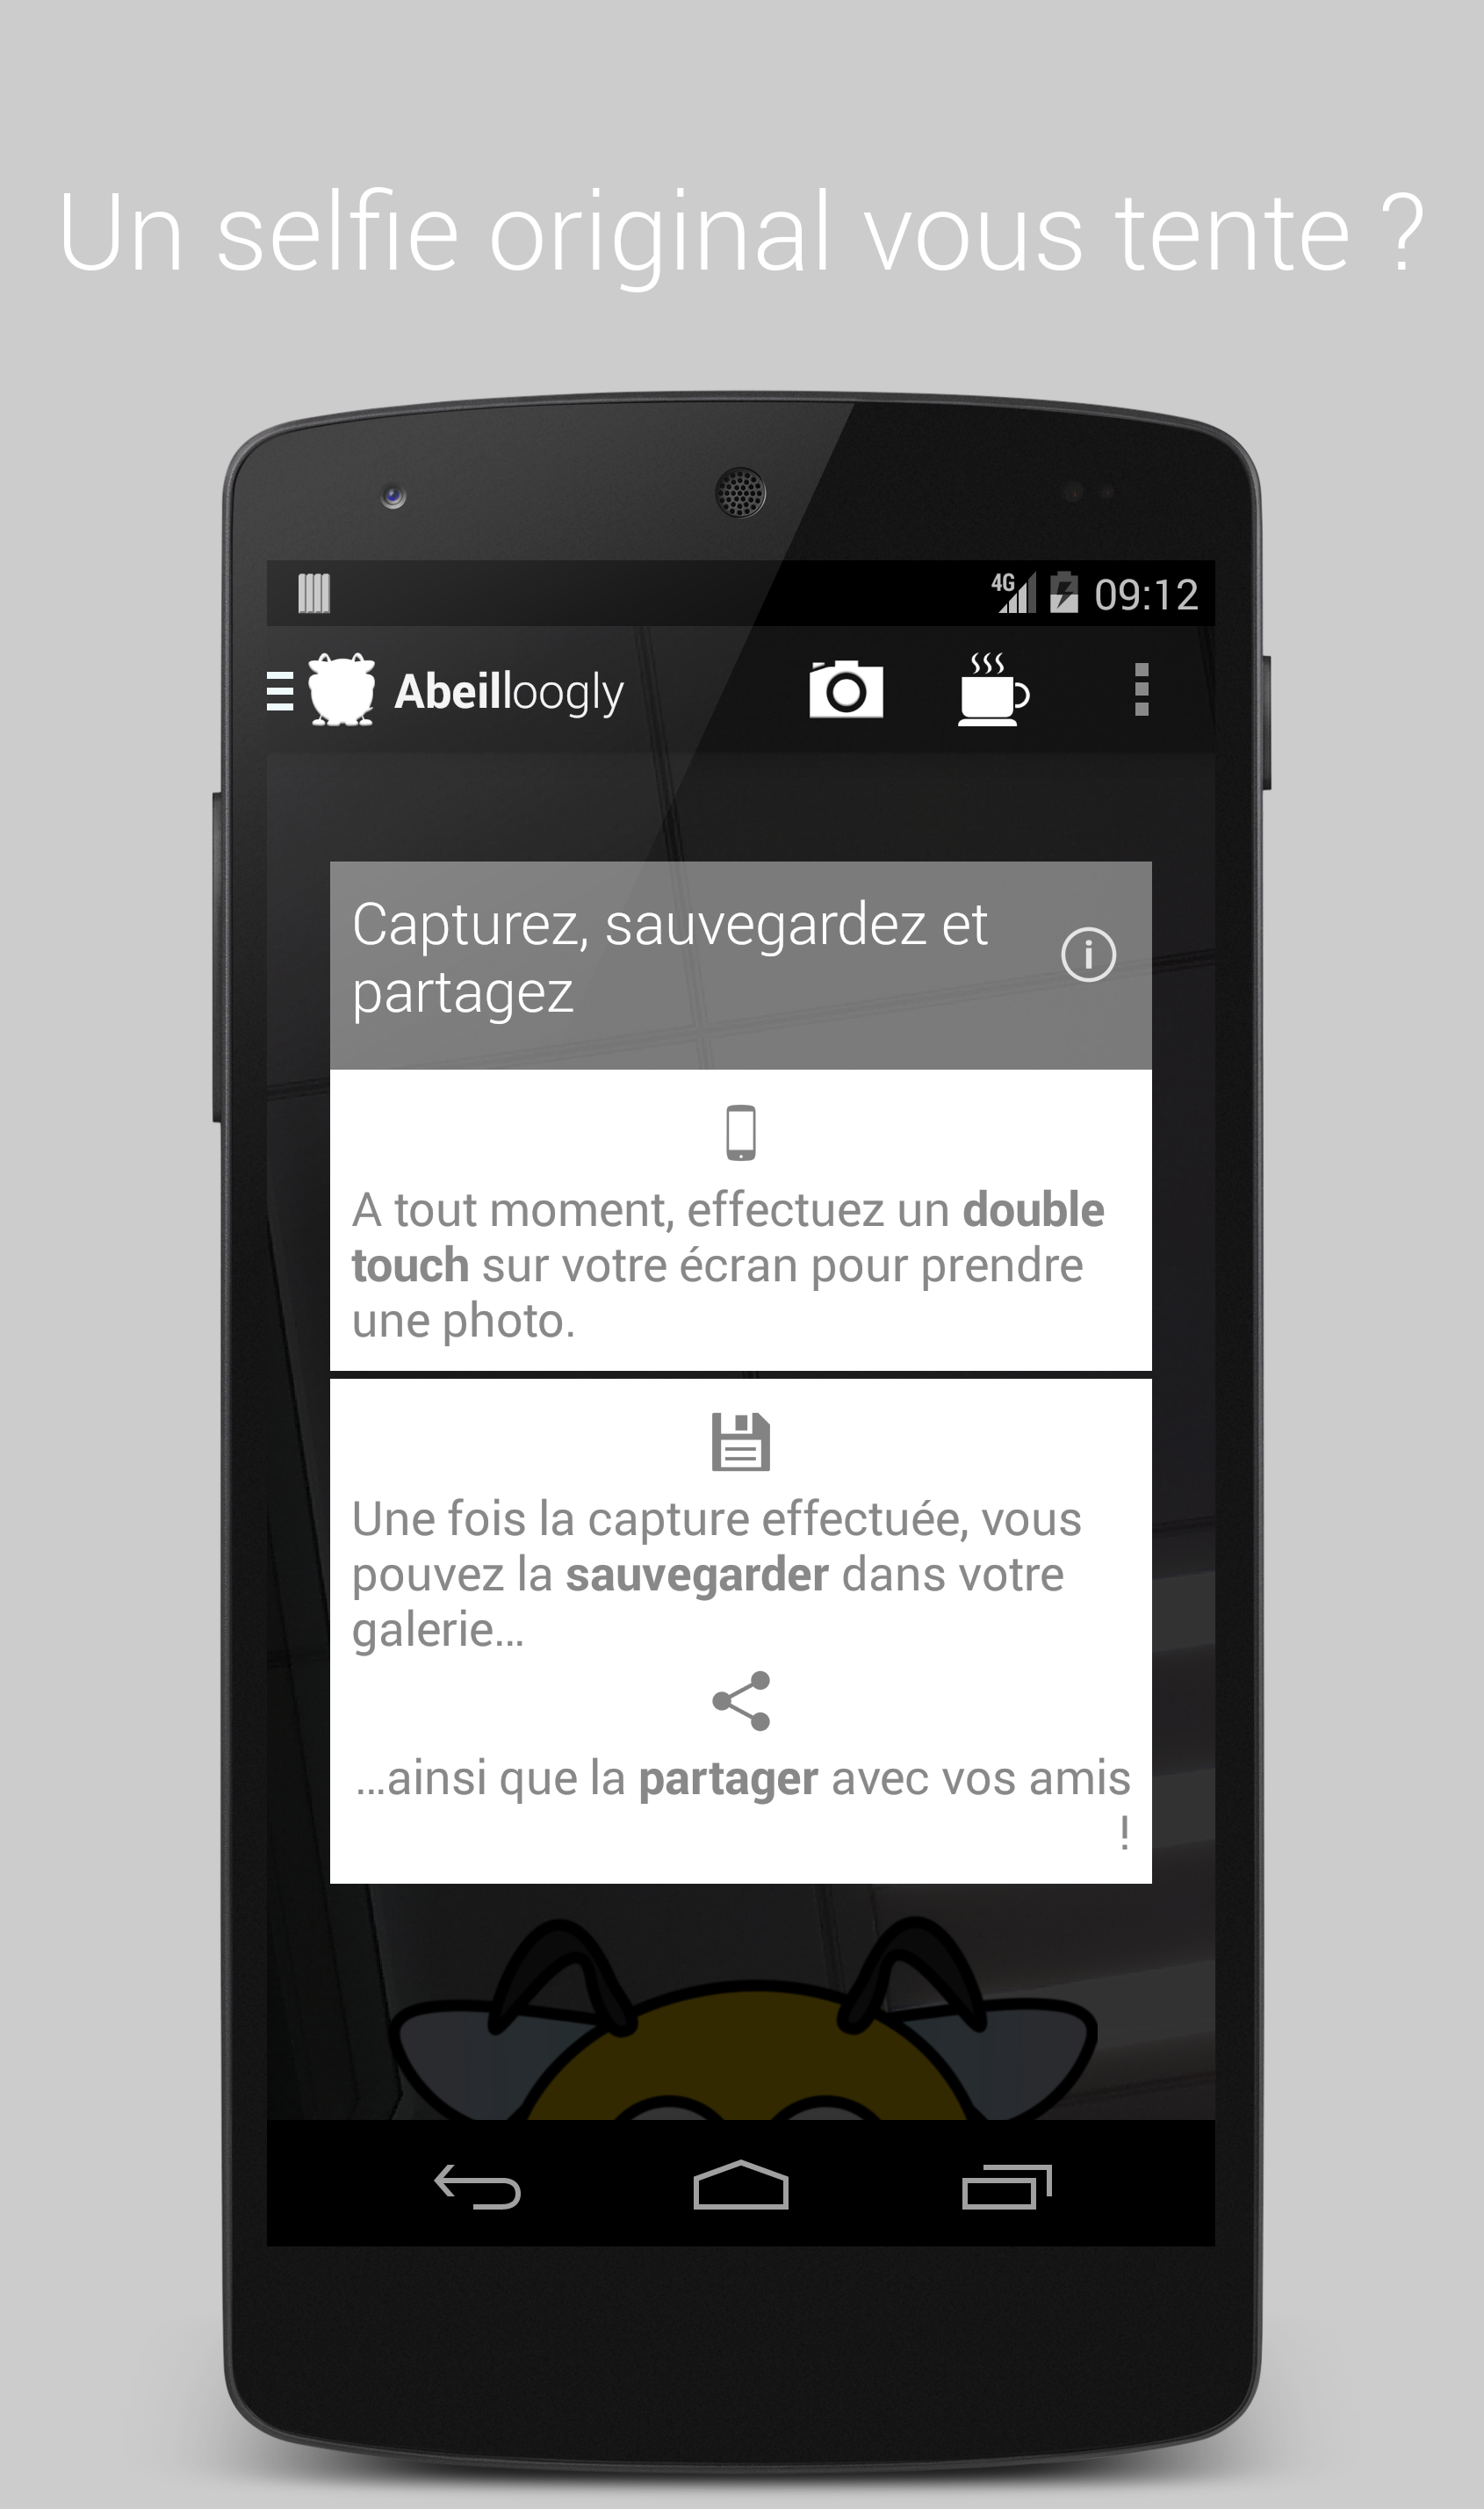 Un selfie original vous tente ?
4G 09:12
Abeilloogly
Capturez, sauvegardez et
partagez
A tout moment, effectuez un double
touch sur votre écran pour prendre
une photo.
Une fois la capture effectuée, vous
pouvez la sauvegarder dans votre
galerie...
...ainsi que la partager avec vos amis
!